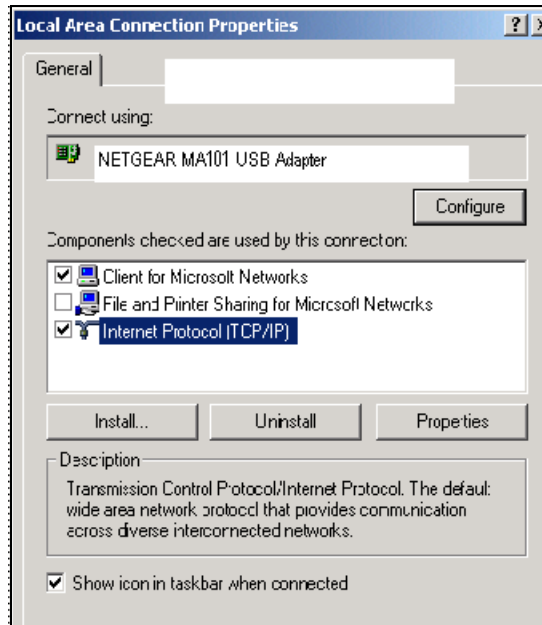 Local Area Connection Properties
General
Connect using:
NETGEAR MA101 USB Adapter
Configure
Components checked are used by this connection:
Client for Microsoft Networks
File and Printer Sharing for Microsoft Networks
Internet Protocol (TCP/IP)
Install...
Uninstall
Properties
Description
Transmission Control Protocol/Internet Protocol. The default
wide area network protocol that provides communication
across diverse interconnected networks.
Show icon in taskbar when connected